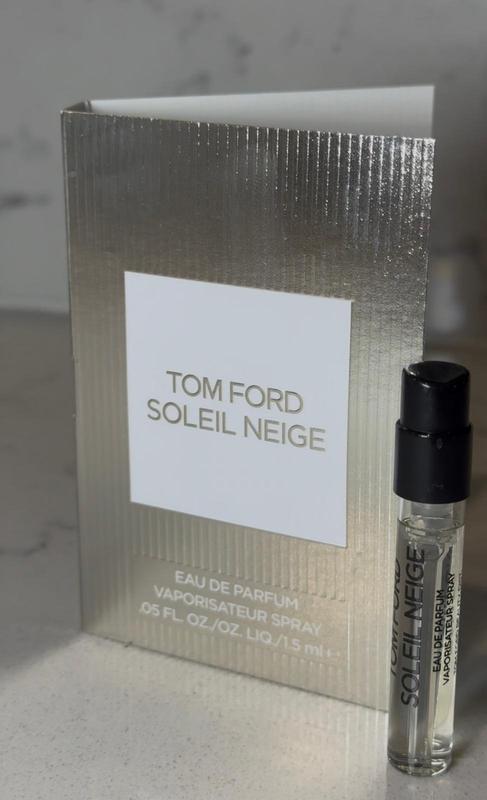 TOM FORD
SOLEIL NEIGE
EAU DE PARFUM
VAPORISATEUR SPRAY
.05 FL. OZ./OZ. LIQ./1.5 ml e
TOM FORD
SOLEIL NEIGE
EAU DE PARFUM
VAPORISATEUR SPRAY